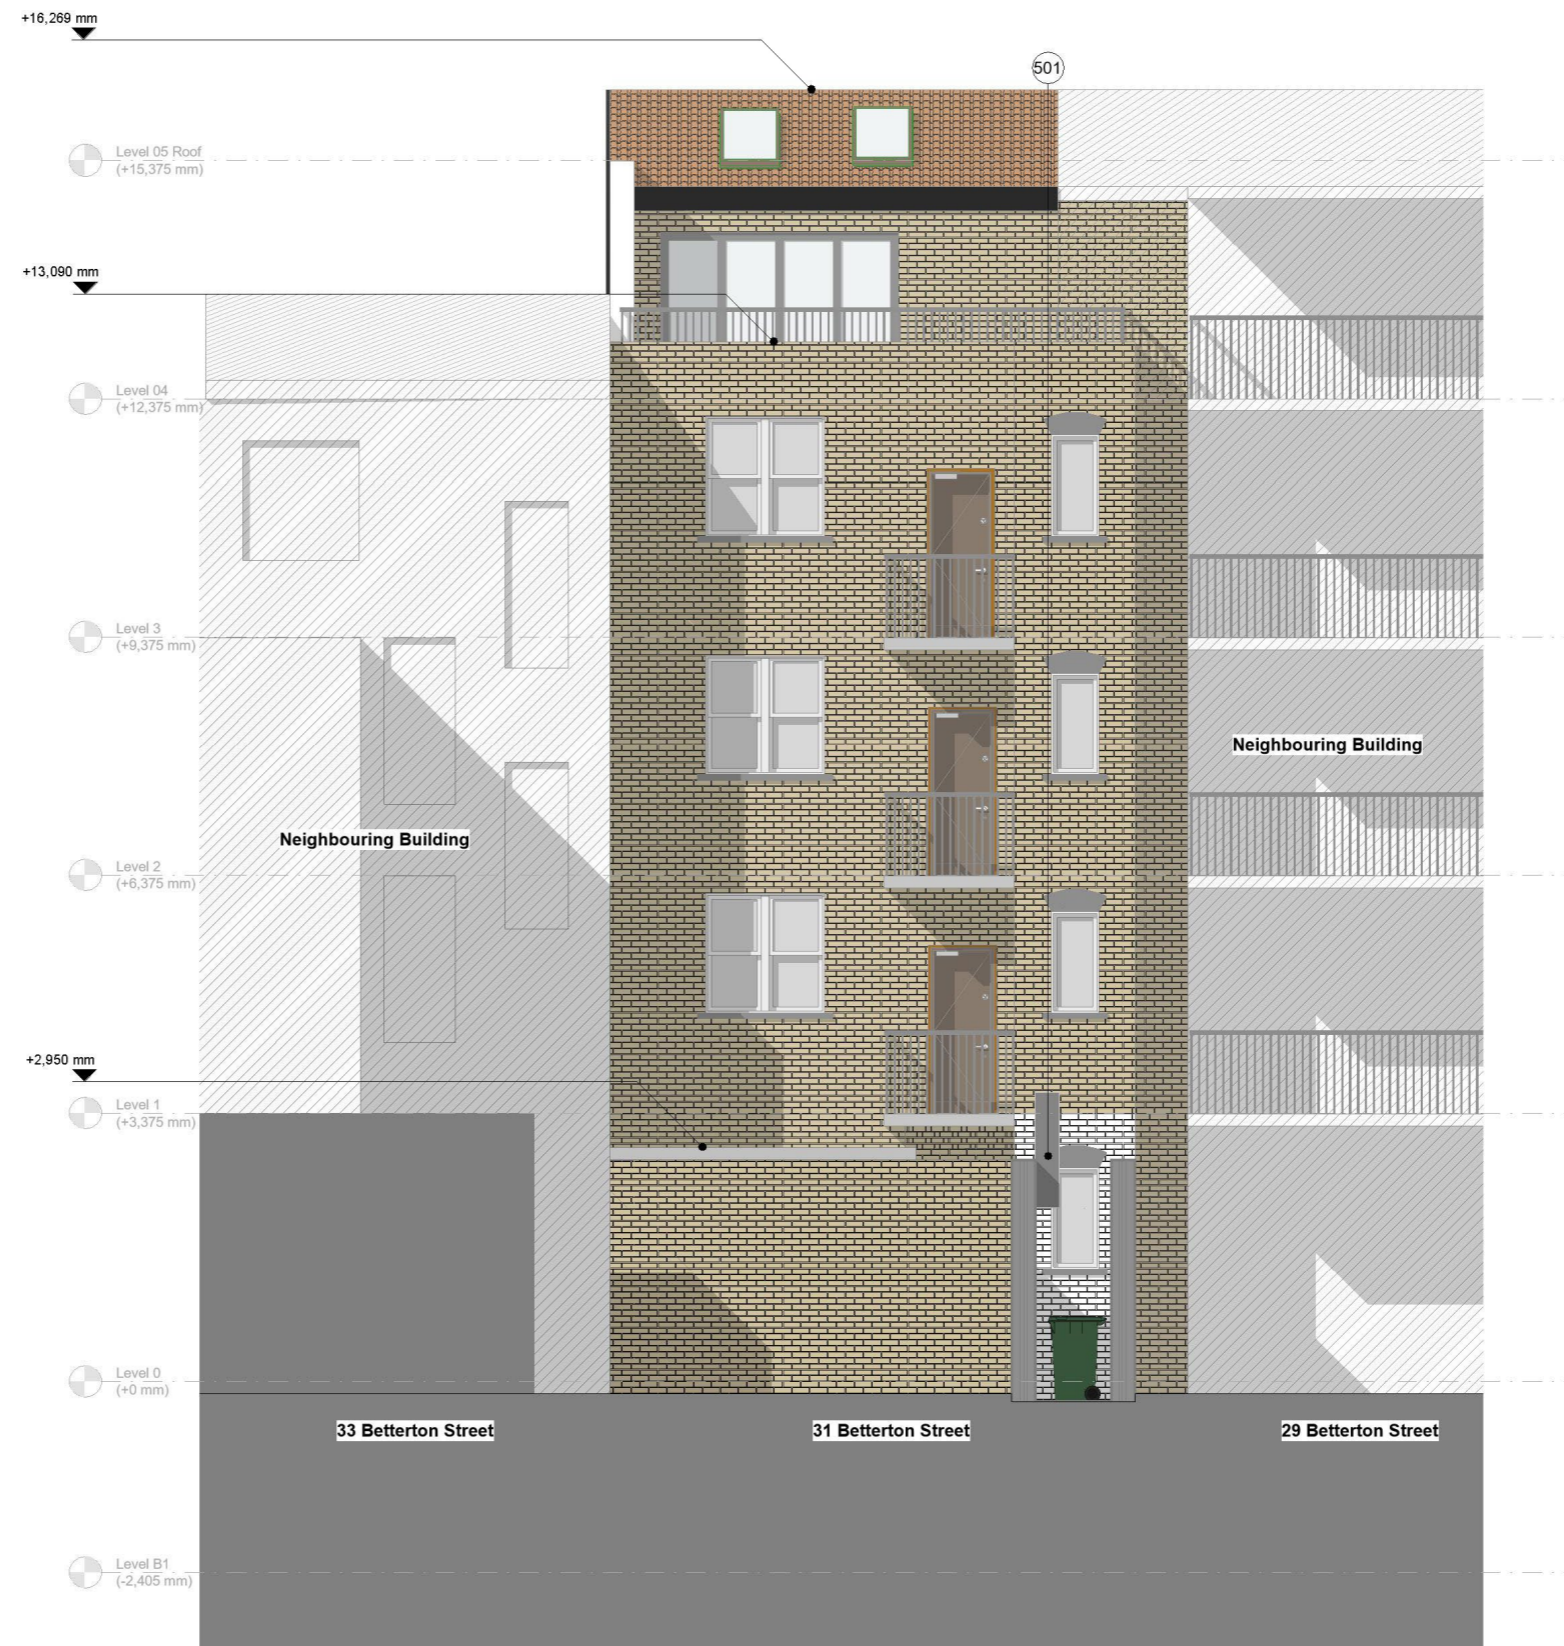 +16,269 mm
501
Level 05 Roof
(+15,375 mm)
+13,090 mm
Level 04
(+12,375 mm)
Level 3
(+9,375 mm)
Neighbouring Building
Neighbouring Building
Level 2
(+6,375 mm)
+2,950 mm
Level 1
(+3,375 mm)
Level 0
(+0 mm)
33 Betterton Street
31 Betterton Street
29 Betterton Street
Level B1
(-2,405 mm)